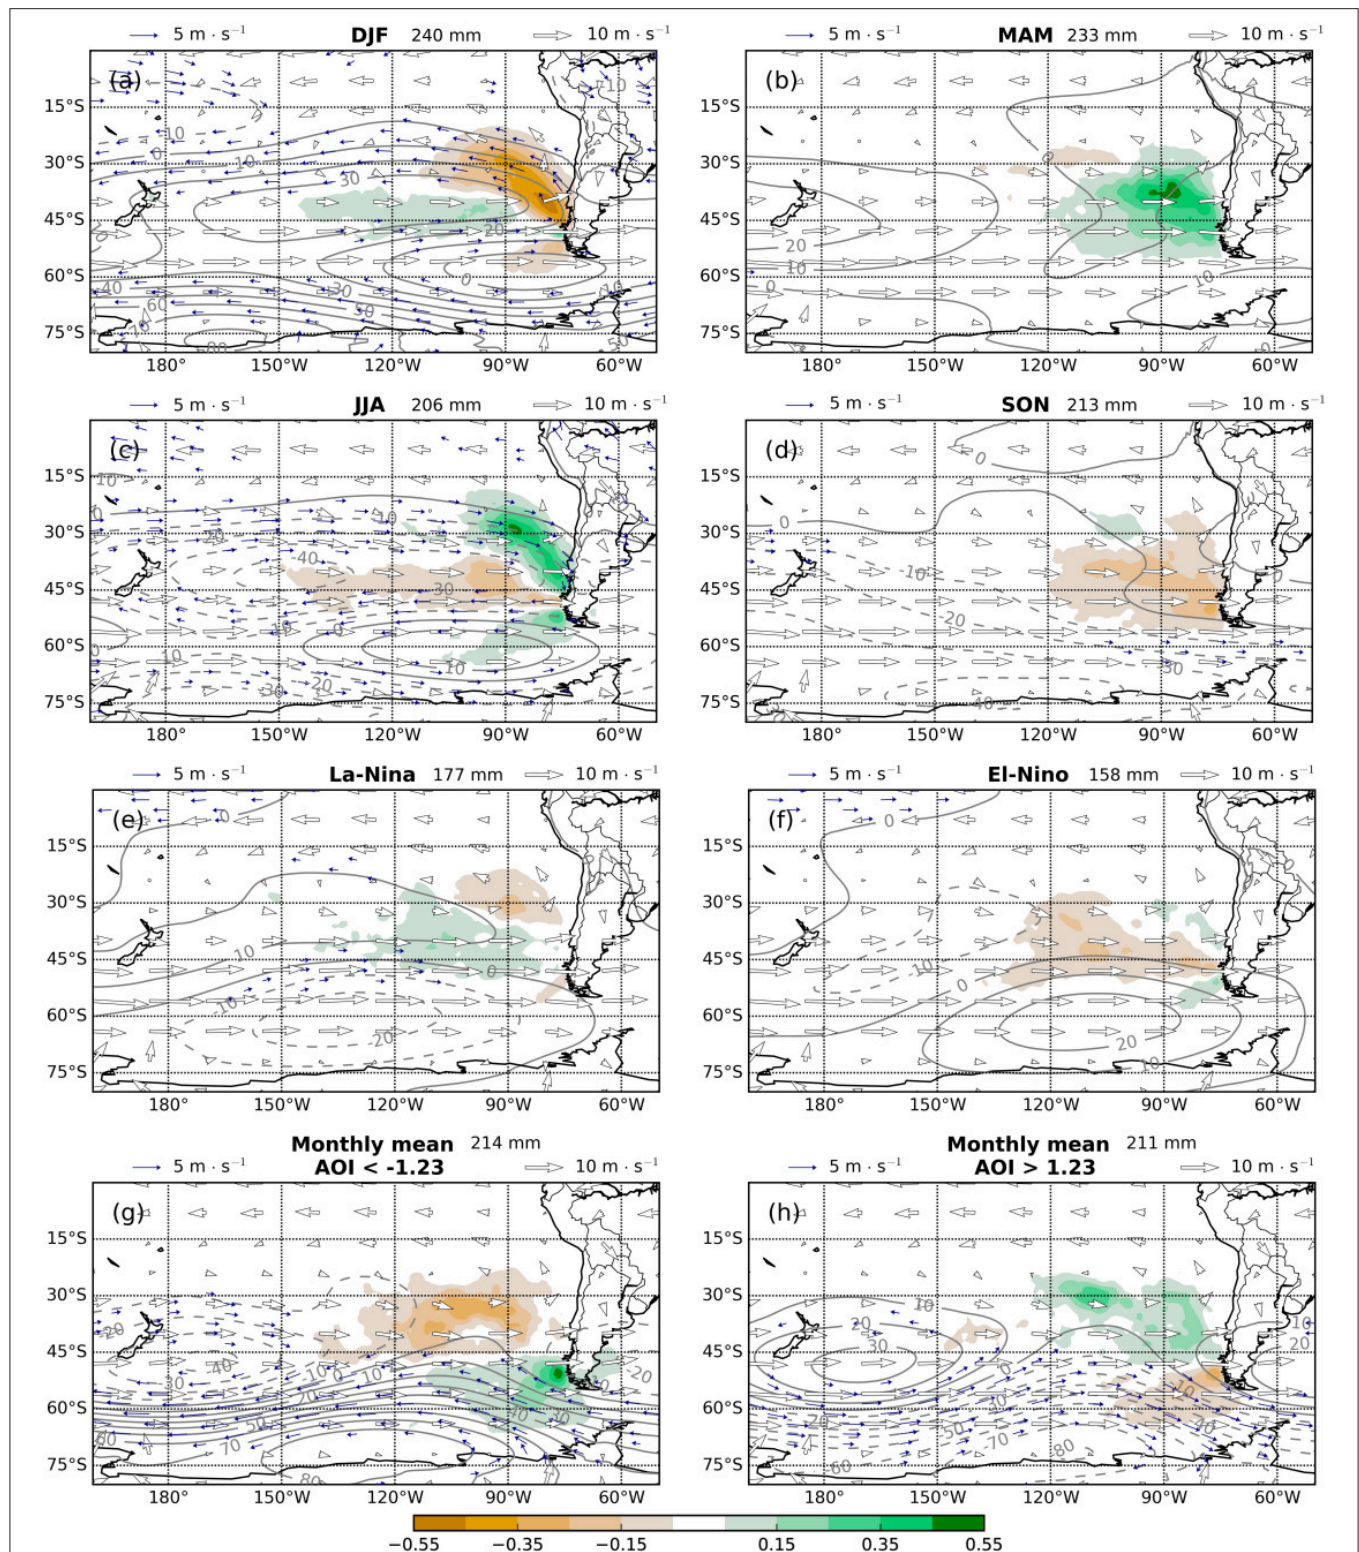 5 m · s⁻¹ DJF 240 mm 10 m · s⁻¹
5 m · s⁻¹ MAM 233 mm 10 m · s⁻¹
(a)
15°S
30°S
45°S
60°S
75°S
180° 150°W 120°W 90°W 60°W
(b)
15°S
30°S
45°S
60°S
75°S
180° 150°W 120°W 90°W 60°W
5 m · s⁻¹ JJA 206 mm 10 m · s⁻¹
5 m · s⁻¹ SON 213 mm 10 m · s⁻¹
(c)
15°S
30°S
45°S
60°S
75°S
180° 150°W 120°W 90°W 60°W
(d)
15°S
30°S
45°S
60°S
75°S
180° 150°W 120°W 90°W 60°W
5 m · s⁻¹ La-Nina 177 mm 10 m · s⁻¹
5 m · s⁻¹ El-Nino 158 mm 10 m · s⁻¹
(e)
15°S
30°S
45°S
60°S
75°S
180° 150°W 120°W 90°W 60°W
(f)
15°S
30°S
45°S
60°S
75°S
180° 150°W 120°W 90°W 60°W
Monthly mean 214 mm
5 m · s⁻¹ AOI < -1.23 10 m · s⁻¹
Monthly mean 211 mm
5 m · s⁻¹ AOI > 1.23 10 m · s⁻¹
(g)
15°S
30°S
45°S
60°S
75°S
180° 150°W 120°W 90°W 60°W
(h)
15°S
30°S
45°S
60°S
75°S
180° 150°W 120°W 90°W 60°W
−0.55 −0.35 −0.15 0.15 0.35 0.55